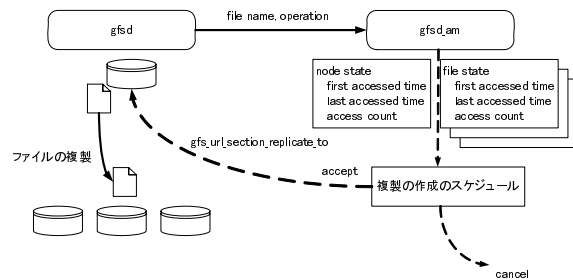 gfsd
file name, operation
gfsd_am
node state
first accessed time
last accessed time
access count
file state
first accessed time
last accessed time
access count
gfs_url_section_replicate_to
ファイルの複製
accept
複製の作成のスケジュール
cancel